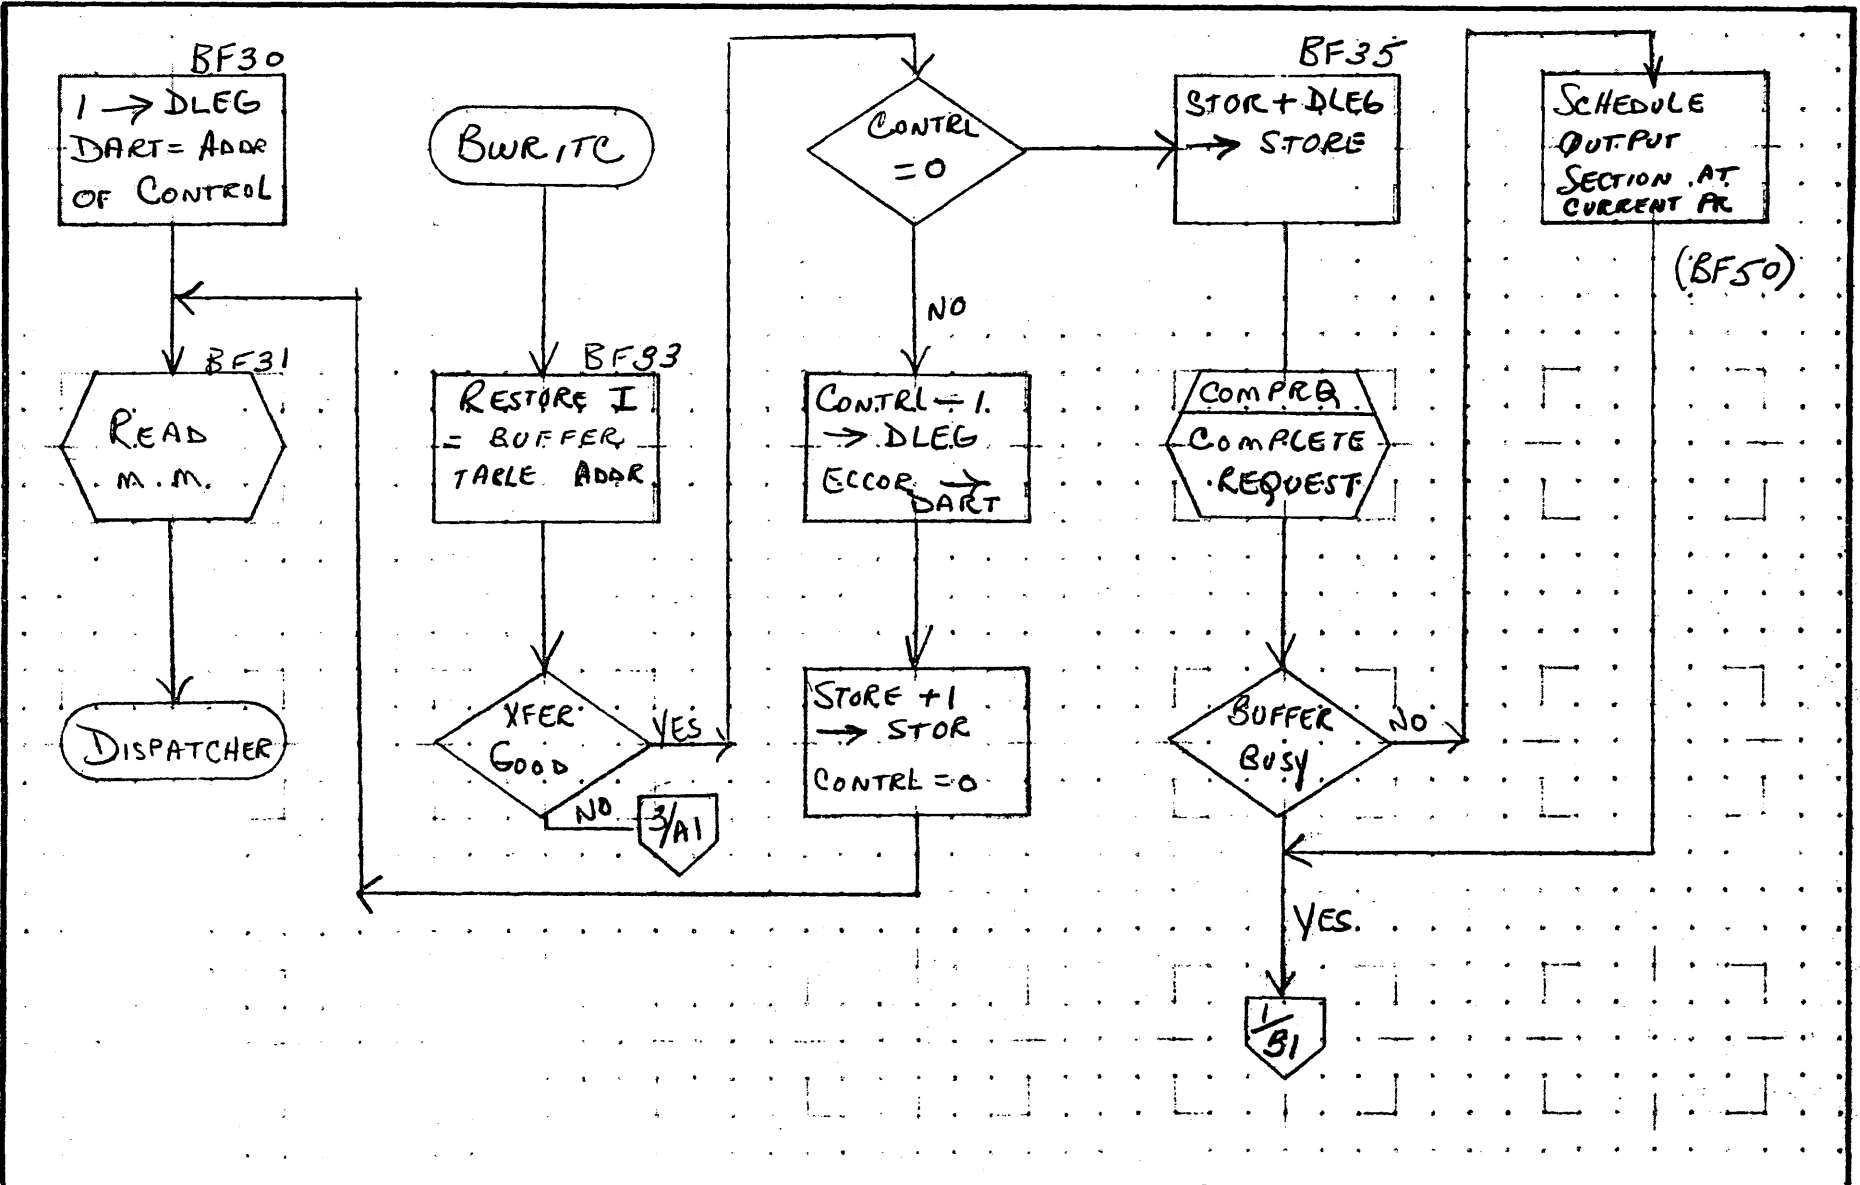 BF30
1 → DLEG
DART = ADDR
OF CONTROL
BF31
READ
M.M.
DISPATCHER
BWRITC
BF33
RESTORE I
= BUFFER
TABLE ADDR
XFER
GOOD
YES
NO
3/A1
CONTRL
= 0
NO
CONTRL - 1
→ DLEG
ECCOR →
DART
STORE + 1
→ STOR
CONTRL = 0
BF35
STOR + DLEG
→ STORE
COMPRQ
COMPLETE
REQUEST
BUFFER
BUSY
NO
YES
1/B1
SCHEDULE
OUTPUT
SECTION AT
CURRENT PR
(BF50)